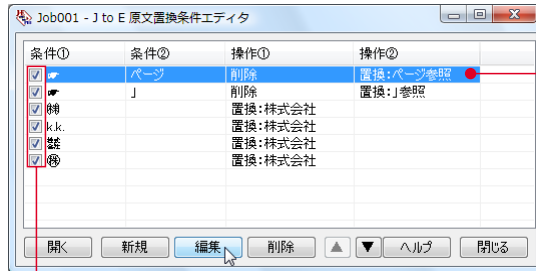 Job001 - J to E 原文置換条件エディタ
条件① 条件② 操作① 操作②
☛ ページ 削除 置換:ページ参照
☛ 」 削除 置換:」参照
㈱ 置換:株式会社
k.k. 置換:株式会社
㍿ 置換:株式会社
㊑ 置換:株式会社
開く 新規 編集 削除 ▲ ▼ ヘルプ 閉じる